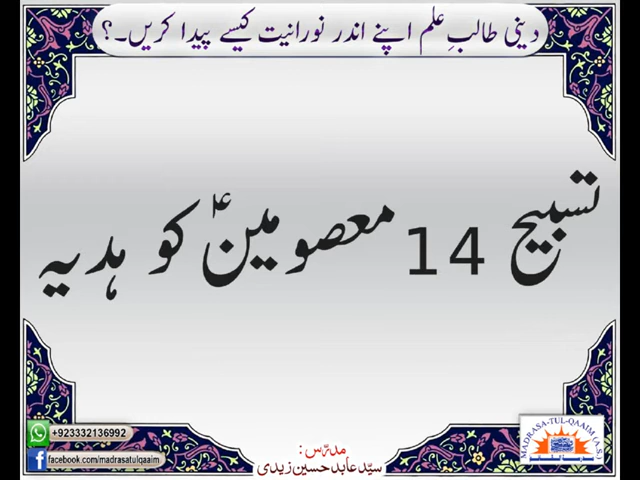 دینی طالبِ علم اپنے اندر نورانیت کیسے پیدا کریں۔؟
تسبیح 14 معصومینؑ کو ہدیہ
+923332136992
facebook.com/madrasatulqaaim
مدرّس:
سیّد عابد حسین زیدی
MADRASA-TUL-QAAIM (A.S.)